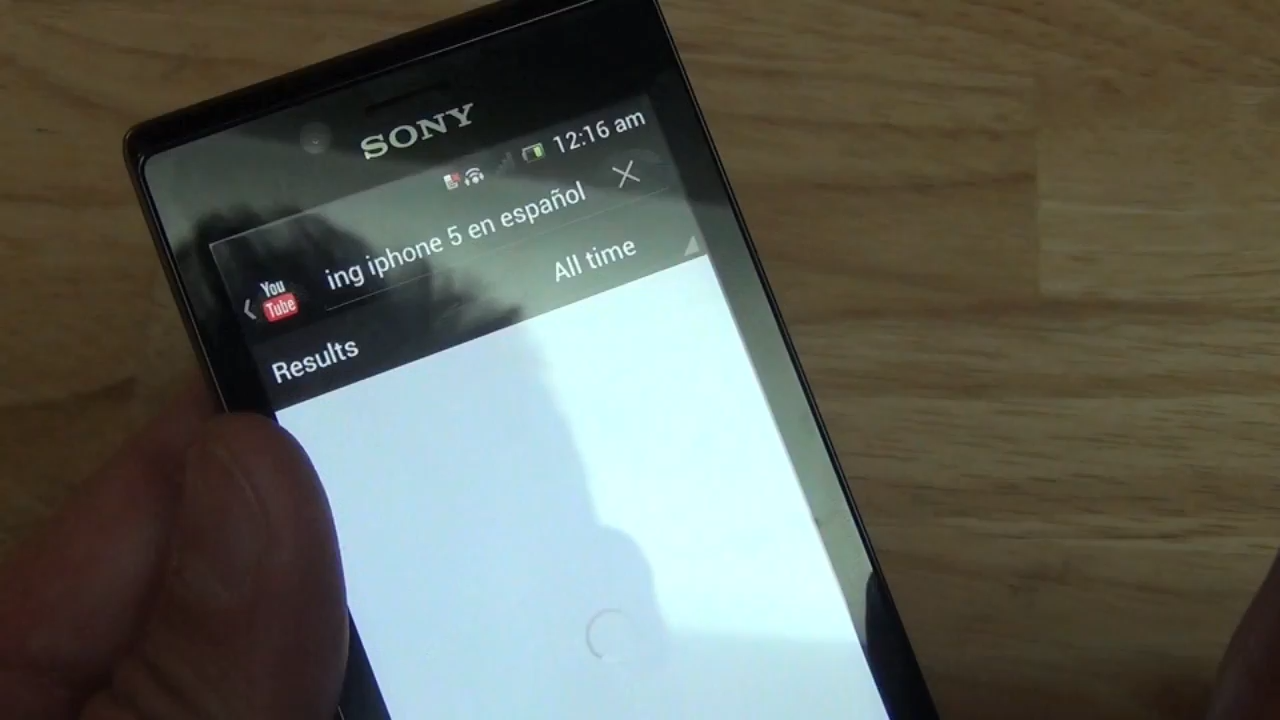 SONY
12:16 am
You
Tube
ing iphone 5 en español
All time
Results